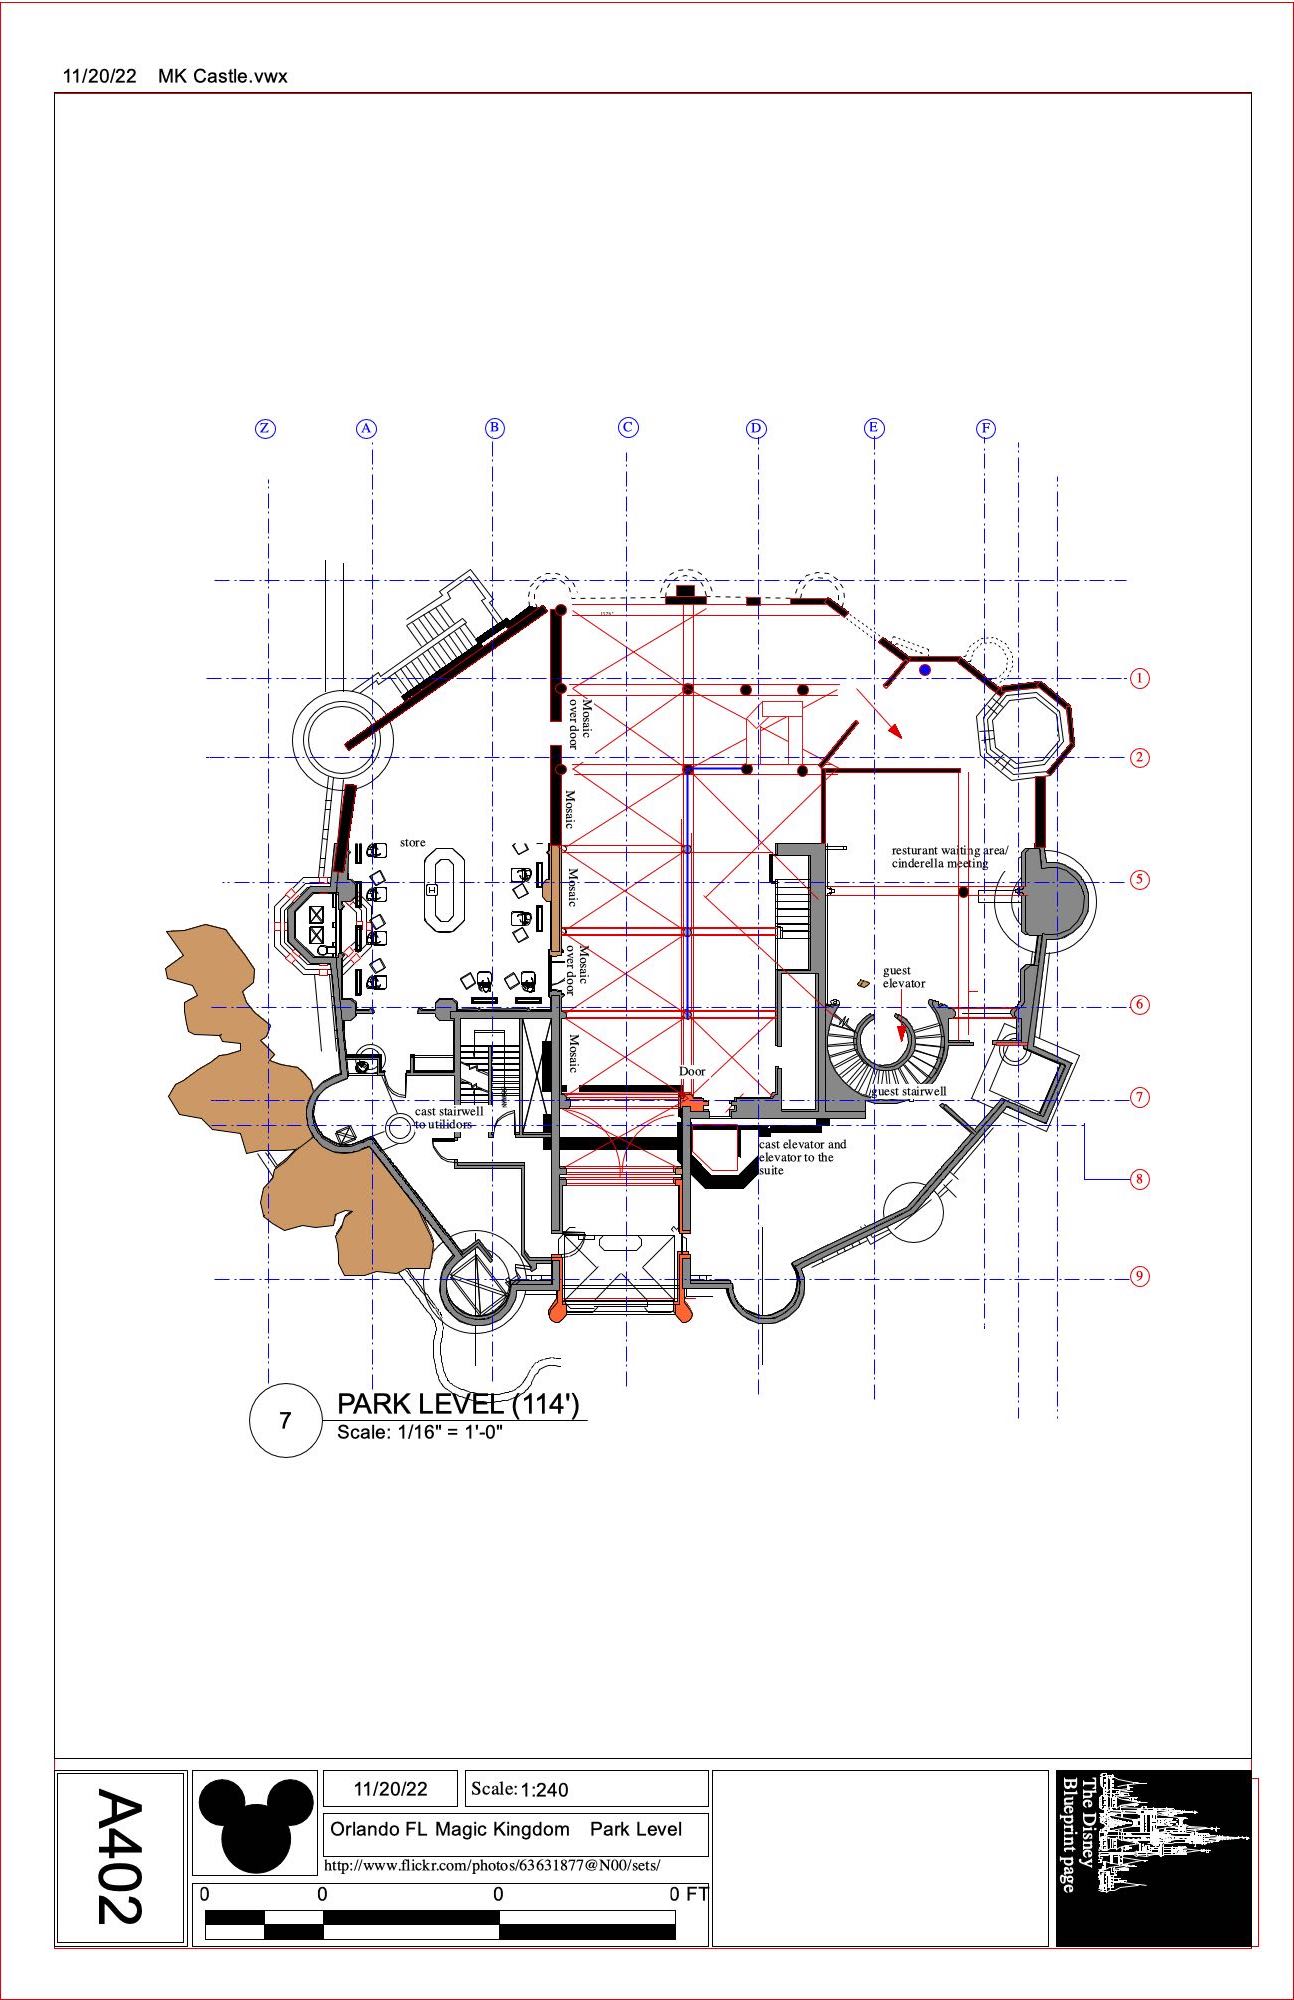 11/20/22 MK Castle.vwx
Z A B C D E F
1
2
5
6
7
8
9
Mosaic
over door
Mosaic
store
Mosaic
resturant waiting area/
cinderella meeting
Mosaic
over door
guest
elevator
Mosaic
Door
guest stairwell
cast stairwell
to utilidors
cast elevator and
elevator to the
suite
7
PARK LEVEL (114')
Scale: 1/16" = 1'-0"
A402
11/20/22
Scale: 1:240
Orlando FL Magic Kingdom Park Level
http://www.flickr.com/photos/63631877@N00/sets/
0 0 0 0 FT
The Disney
Blueprint page